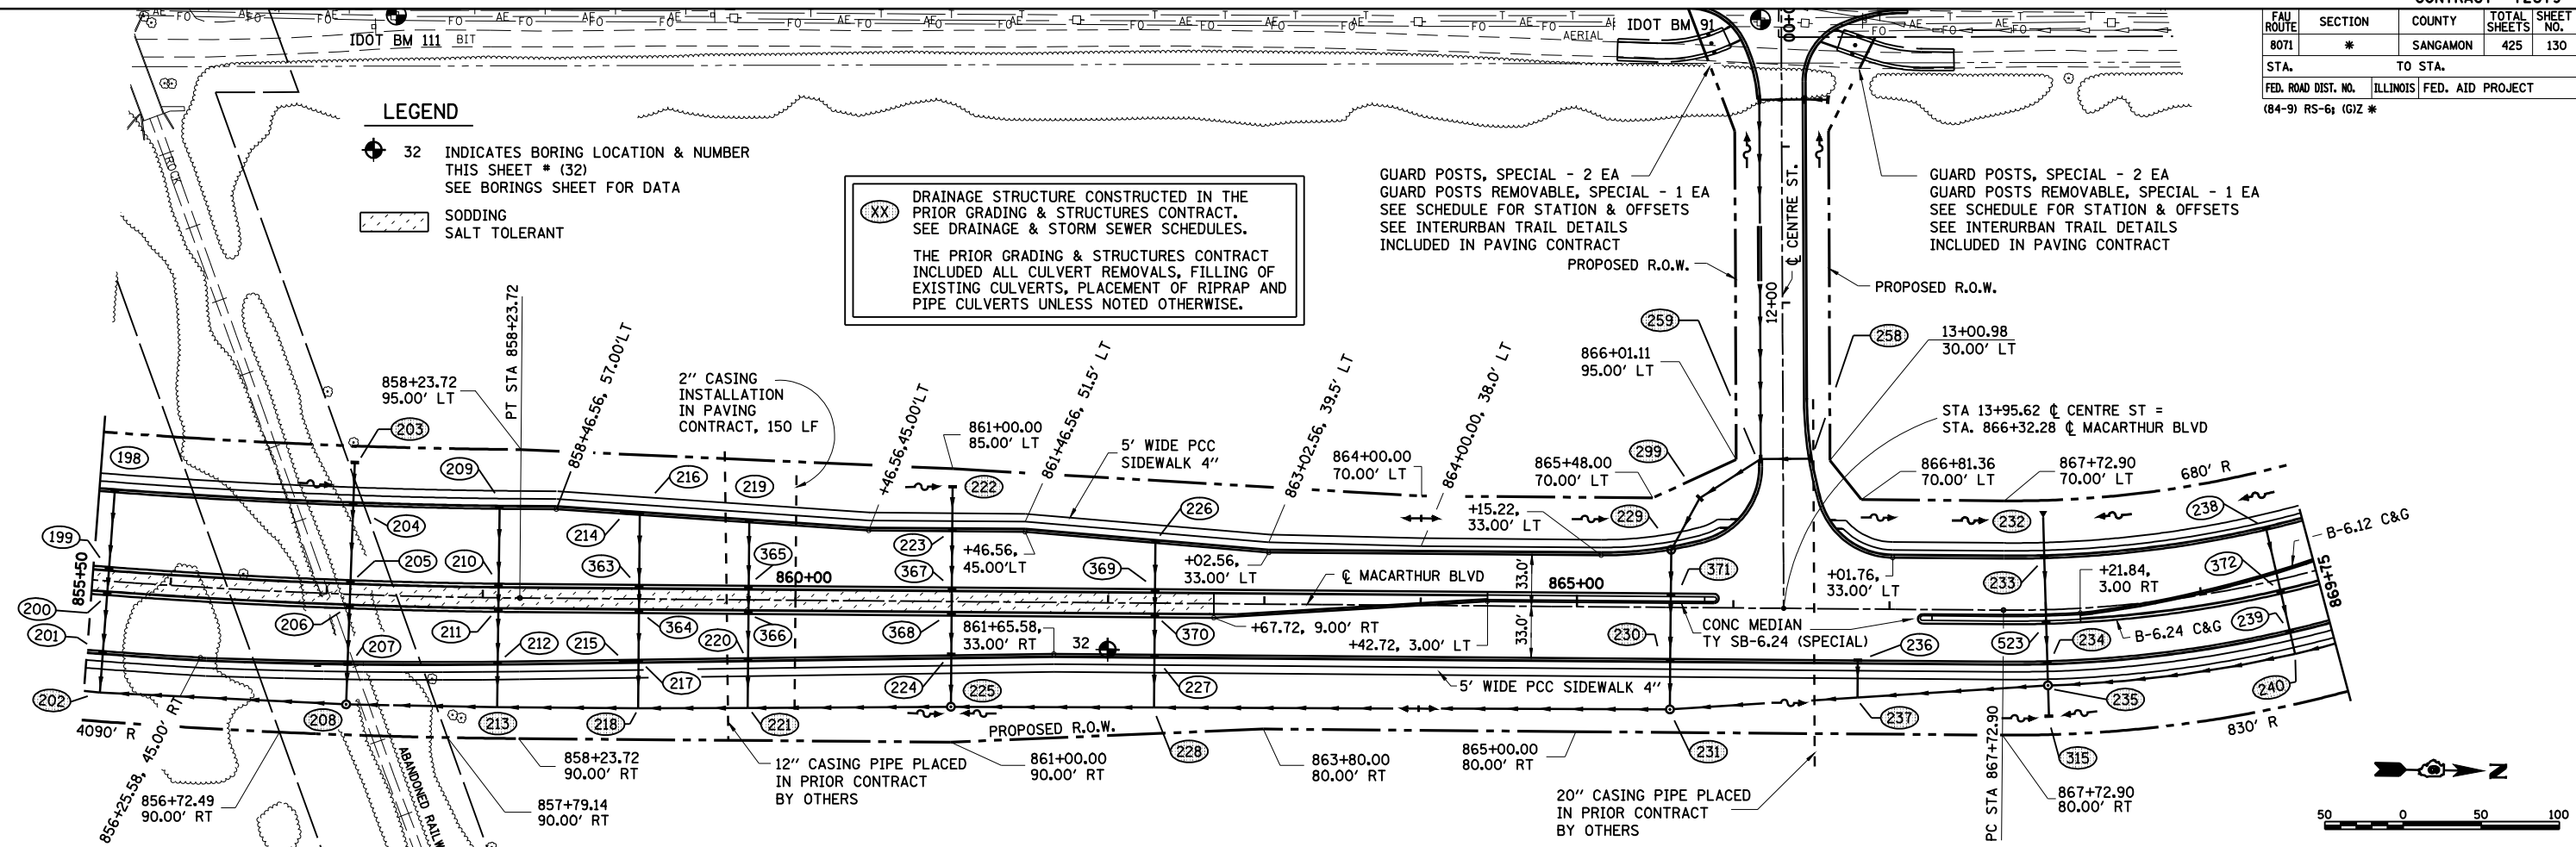 FAU ROUTE
SECTION
COUNTY
TOTAL SHEETS
SHEET NO.
8071
*
SANGAMON
425
130
STA.
TO STA.
FED. ROAD DIST. NO.
ILLINOIS
FED. AID PROJECT
(84-9) RS-6; (G)Z *
IDOT BM 111
BIT
IDOT BM 91
AERIAL
ROCK
LEGEND
32
INDICATES BORING LOCATION & NUMBER
THIS SHEET # (32)
SEE BORINGS SHEET FOR DATA
SODDING
SALT TOLERANT
XX
DRAINAGE STRUCTURE CONSTRUCTED IN THE
PRIOR GRADING & STRUCTURES CONTRACT.
SEE DRAINAGE & STORM SEWER SCHEDULES.
THE PRIOR GRADING & STRUCTURES CONTRACT
INCLUDED ALL CULVERT REMOVALS, FILLING OF
EXISTING CULVERTS, PLACEMENT OF RIPRAP AND
PIPE CULVERTS UNLESS NOTED OTHERWISE.
GUARD POSTS, SPECIAL - 2 EA
GUARD POSTS REMOVABLE, SPECIAL - 1 EA
SEE SCHEDULE FOR STATION & OFFSETS
SEE INTERURBAN TRAIL DETAILS
INCLUDED IN PAVING CONTRACT
PROPOSED R.O.W.
℄ CENTRE ST.
12+00
GUARD POSTS, SPECIAL - 2 EA
GUARD POSTS REMOVABLE, SPECIAL - 1 EA
SEE SCHEDULE FOR STATION & OFFSETS
SEE INTERURBAN TRAIL DETAILS
INCLUDED IN PAVING CONTRACT
PROPOSED R.O.W.
259
258
13+00.98
30.00' LT
866+01.11
95.00' LT
STA 13+95.62 ℄ CENTRE ST =
STA. 866+32.28 ℄ MACARTHUR BLVD
858+23.72
95.00' LT
PT STA 858+23.72
858+46.56, 57.00'LT
2" CASING
INSTALLATION
IN PAVING
CONTRACT, 150 LF
+46.56,45.00'LT
861+00.00
85.00' LT
861+46.56, 51.5' LT
5' WIDE PCC
SIDEWALK 4"
863+02.56, 39.5' LT
864+00.00
70.00' LT
864+00.00, 38.0' LT
865+48.00
70.00' LT
299
866+81.36
70.00' LT
867+72.90
70.00' LT
680' R
198
203
209
216
219
222
226
229
232
238
B-6.12 C&G
199
204
205
210
214
363
365
223
367
369
371
233
372
+46.56,
45.00'LT
+02.56,
33.00' LT
+15.22,
33.00' LT
+01.76,
33.00' LT
+21.84,
3.00 RT
855+50
860+00
865+00
869+75
℄ MACARTHUR BLVD
33.0'
33.0'
200
201
206
207
211
212
215
364
220
366
368
861+65.58,
33.00' RT
32
370
+67.72, 9.00' RT
+42.72, 3.00' LT
230
CONC MEDIAN
TY SB-6.24 (SPECIAL)
236
523
234
B-6.24 C&G
239
202
208
213
218
217
221
224
225
227
228
5' WIDE PCC SIDEWALK 4"
231
237
235
240
315
4090' R
PROPOSED R.O.W.
830' R
856+25.58, 45.00' RT
856+72.49
90.00' RT
ABANDONED RAILW
857+79.14
90.00' RT
858+23.72
90.00' RT
12" CASING PIPE PLACED
IN PRIOR CONTRACT
BY OTHERS
861+00.00
90.00' RT
863+80.00
80.00' RT
865+00.00
80.00' RT
20" CASING PIPE PLACED
IN PRIOR CONTRACT
BY OTHERS
PC STA 867+72.90
867+72.90
80.00' RT
N
50 0 50 100